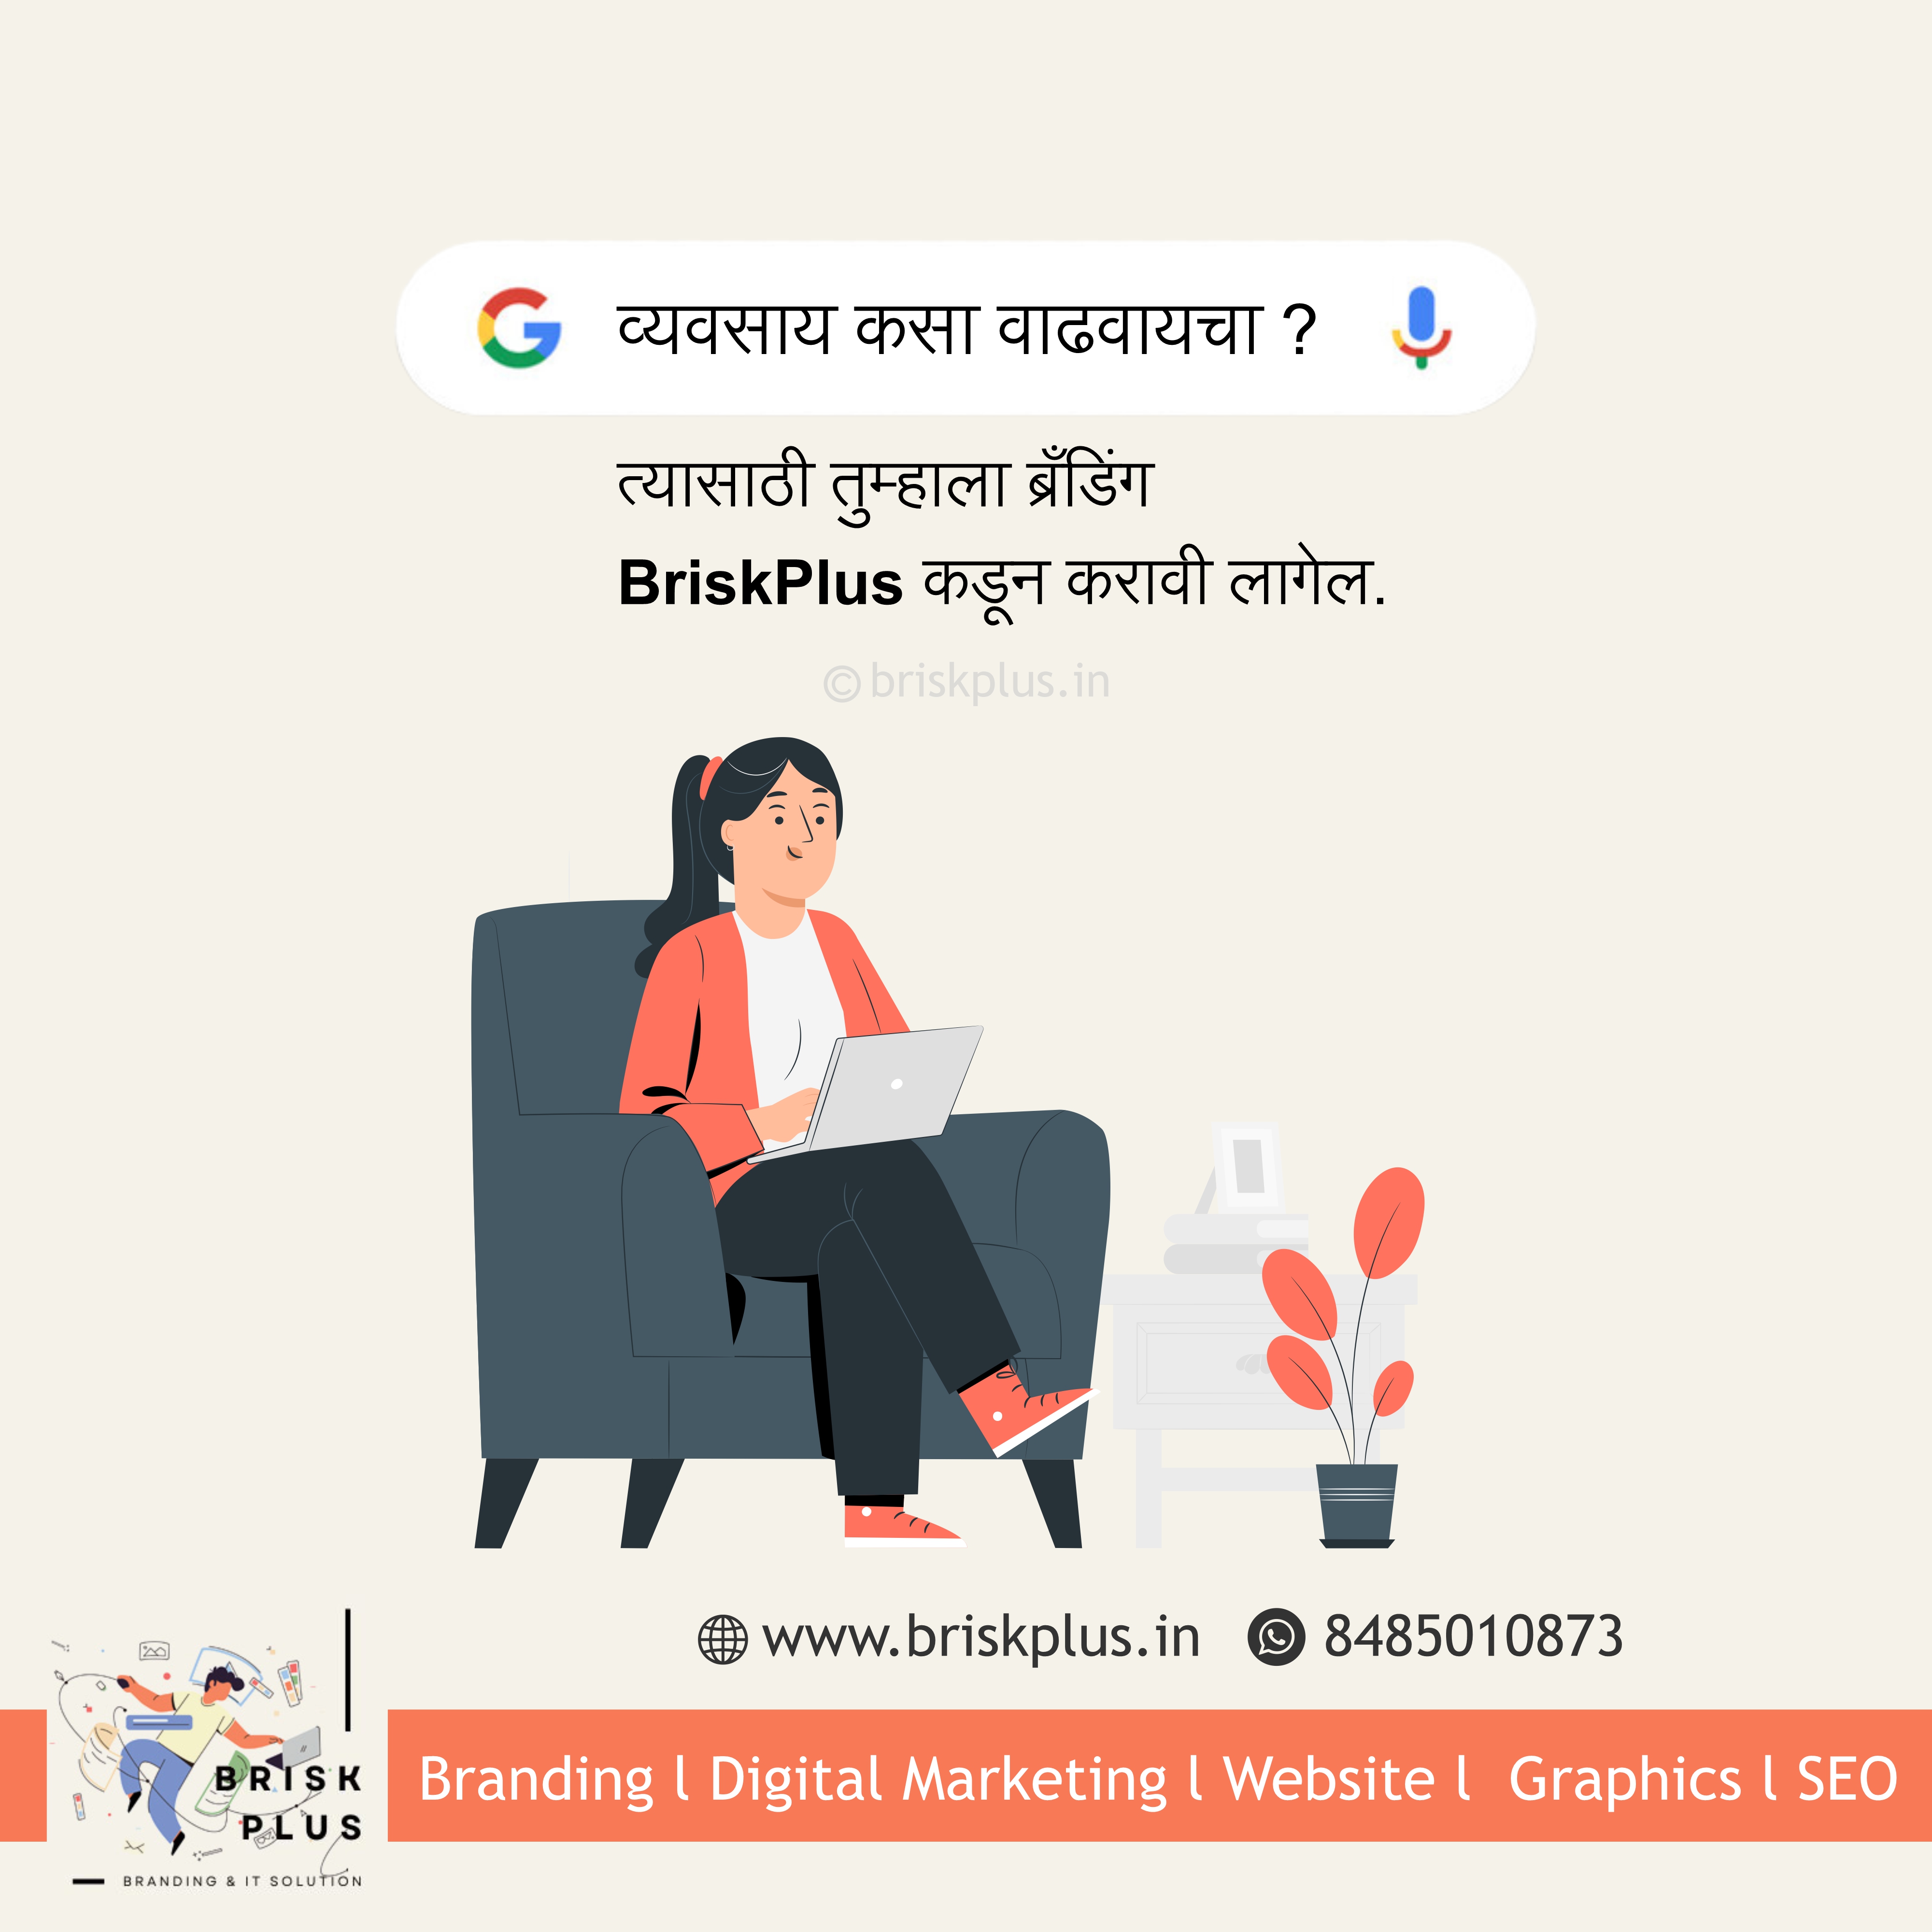 व्यवसाय कसा वाढवायचा ?
त्यासाठी तुम्हाला ब्रँडिंग
BriskPlus कडून करावी लागेल.
©briskplus.in
www.briskplus.in 8485010873
BRISK
PLUS
BRANDING & IT SOLUTION
Branding l Digital Marketing l Website l Graphics l SEO